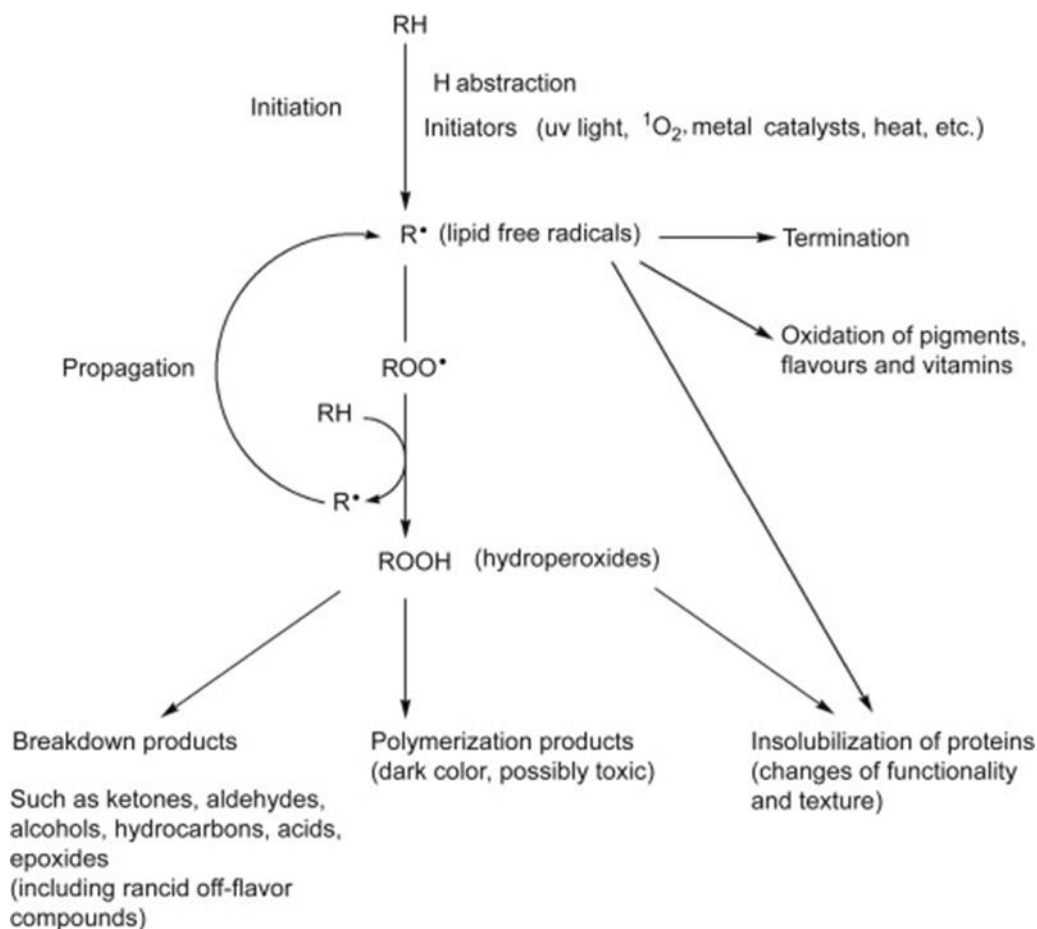 RH
H abstraction
Initiation
Initiators (uv light, ¹O₂, metal catalysts, heat, etc.)
R• (lipid free radicals)
Termination
Oxidation of pigments,
flavours and vitamins
Propagation
ROO•
RH
R•
ROOH (hydroperoxides)
Breakdown products
Such as ketones, aldehydes,
alcohols, hydrocarbons, acids,
epoxides
(including rancid off-flavor
compounds)
Polymerization products
(dark color, possibly toxic)
Insolubilization of proteins
(changes of functionality
and texture)